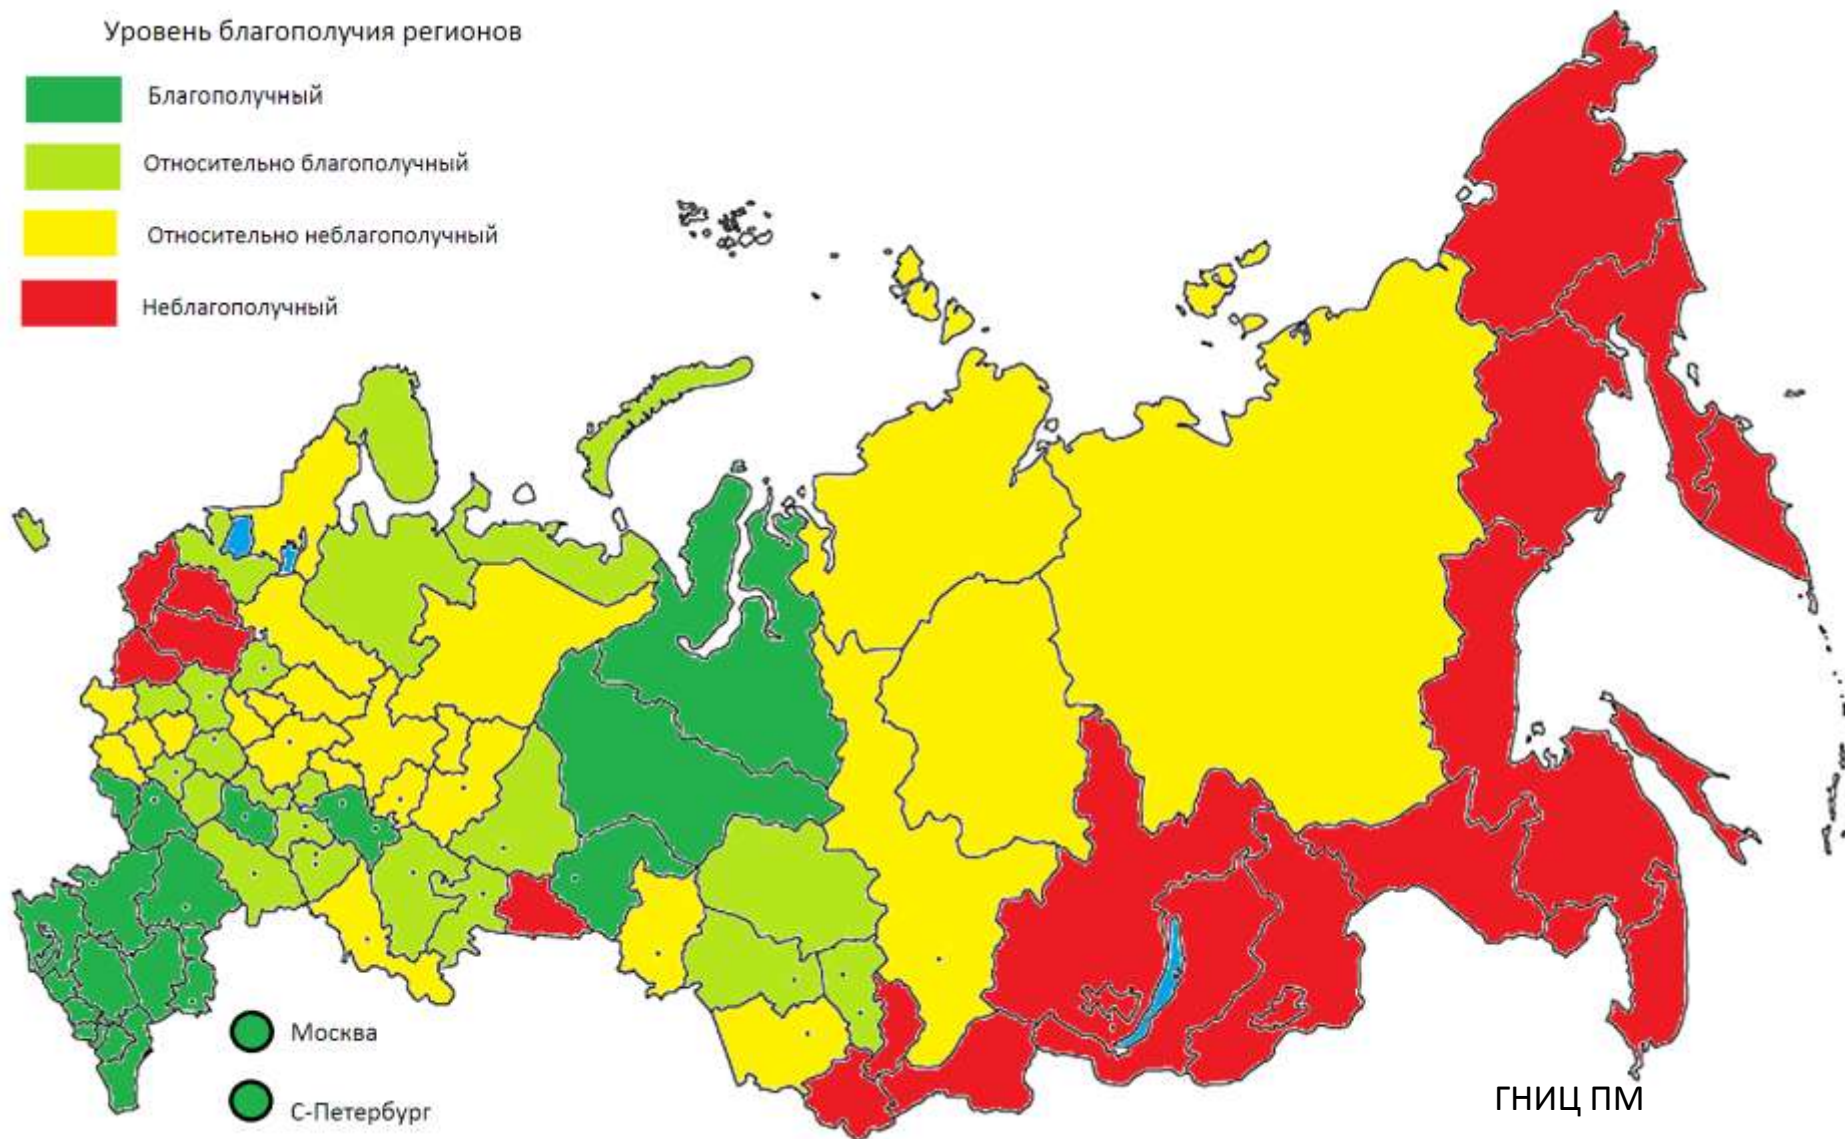 Уровень благополучия регионов
Благополучный
Относительно благополучный
Относительно неблагополучный
Неблагополучный
Москва
С-Петербург
ГНИЦ ПМ